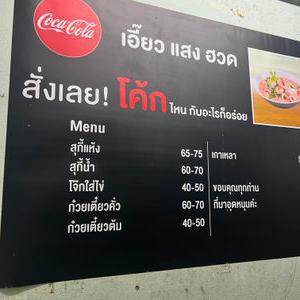 Coca-Cola
เอี๊ยว แสง ฮวด
สั่งเลย! โค้ก ไหน กับอะไรก็อร่อย
Menu
สุกี้แห้ง 65-75 เกาเหลา
สุกี้น้ำ 60-70
โจ๊กใส่ไข่ 40-50 ขอบคุณทุกท่าน
ก๋วยเตี๋ยวคั่ว 60-70 ที่มาอุดหนุนค่ะ
ก๋วยเตี๋ยวต้ม 40-50